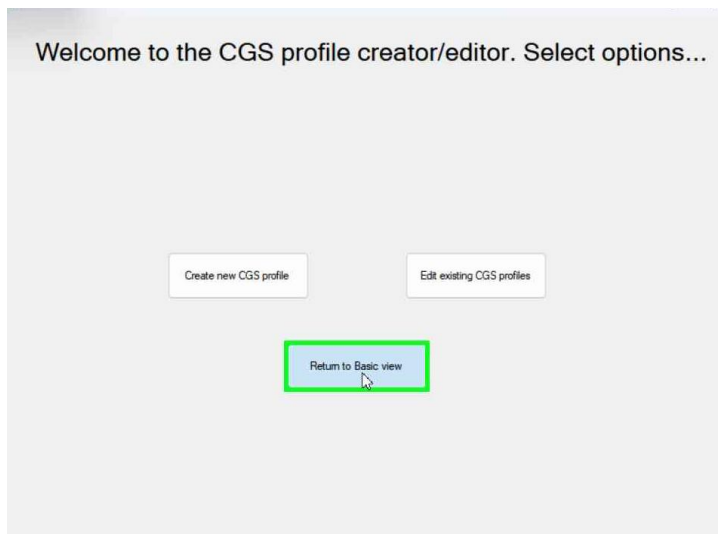 Welcome to the CGS profile creator/editor. Select options...
Create new CGS profile
Edit existing CGS profiles
Return to Basic view